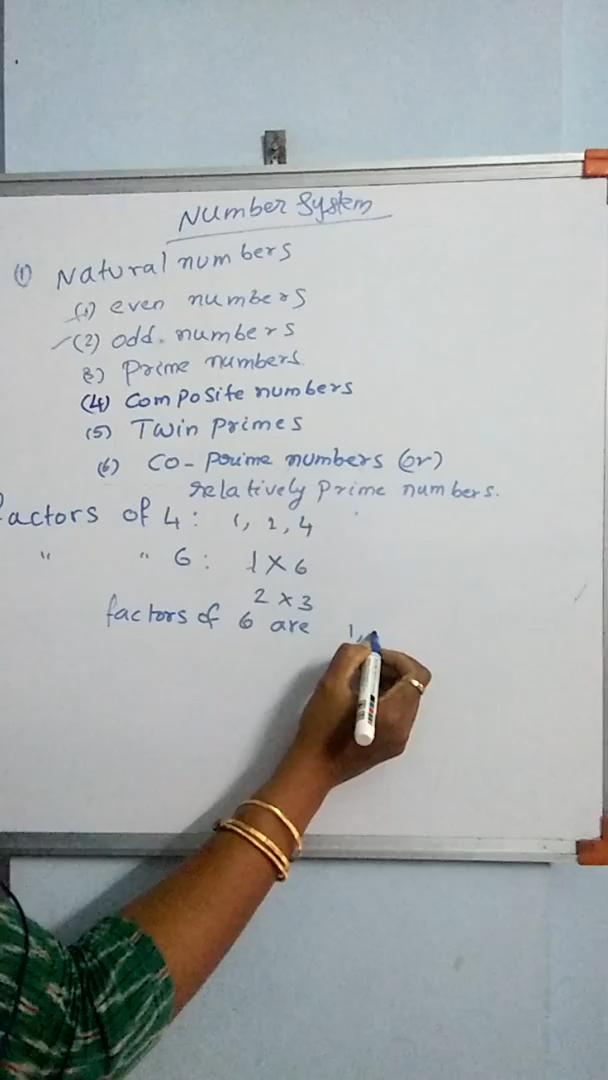 Number System
(1) Natural numbers
(1) even numbers
(2) odd. numbers
3) Prime numbers.
(4) Composite numbers
(5) Twin Primes
(6) Co-Prime numbers (or)
relatively Prime numbers.
factors of 4: 1, 2, 4
" " 6: 1 X 6
2 x 3
factors of 6 are 1,